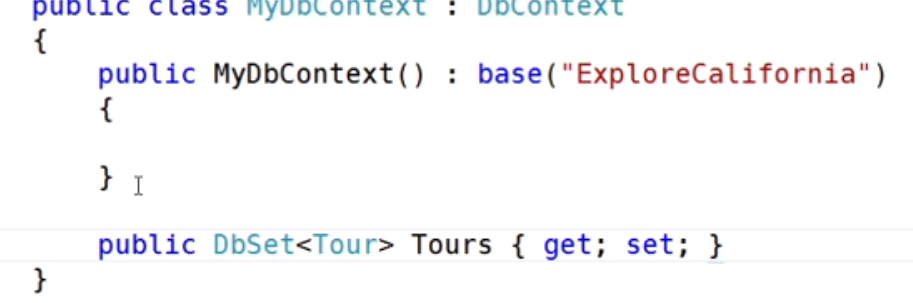 public class MyDbContext : DbContext
{
public MyDbContext() : base("ExploreCalifornia")
{
}
public DbSet<Tour> Tours { get; set; }
}